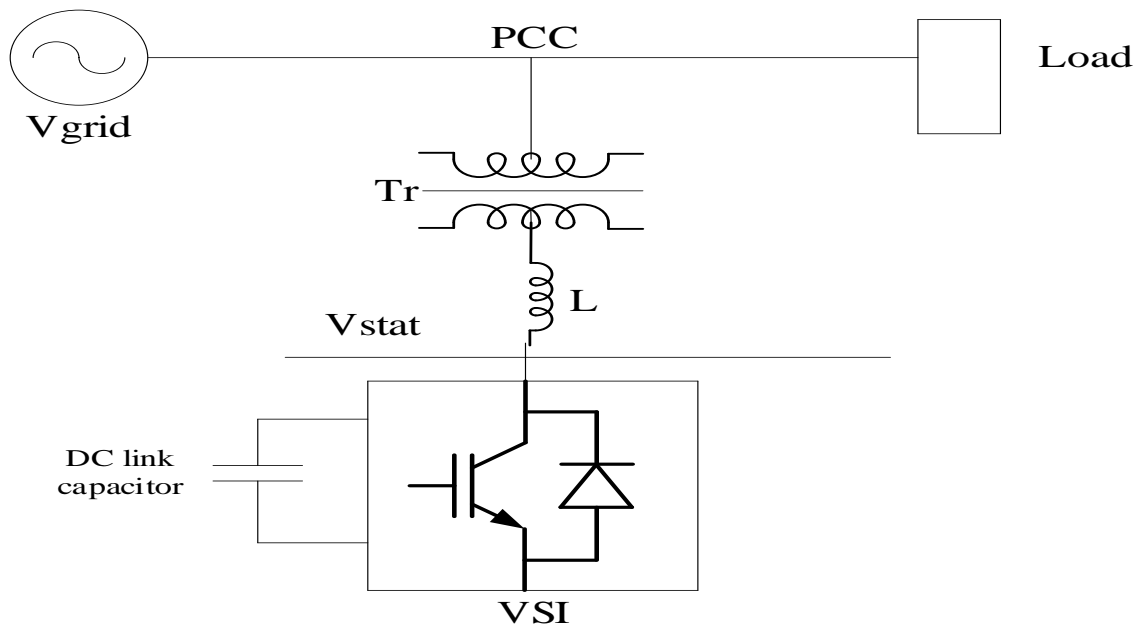 PCC
Load
Vgrid
Tr
L
Vstat
DC link
capacitor
VSI